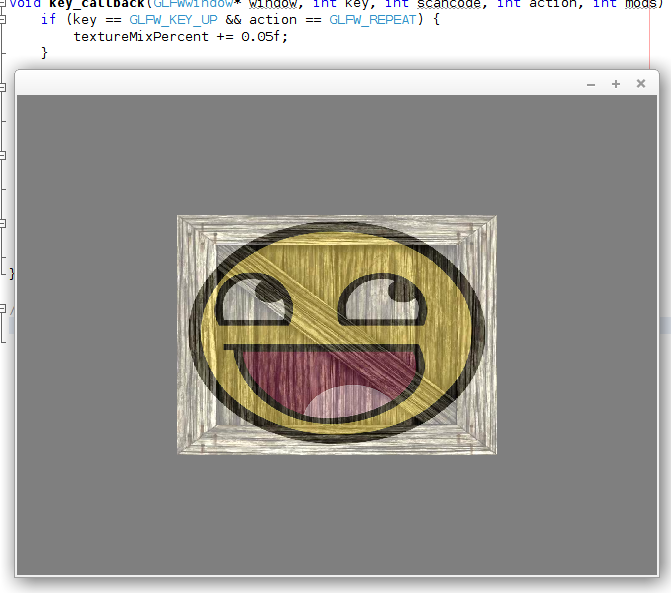 void key_callback(GLFWwindow* window, int key, int scancode, int action, int mods)
if (key == GLFW_KEY_UP && action == GLFW_REPEAT) {
textureMixPercent += 0.05f;
}
}
/